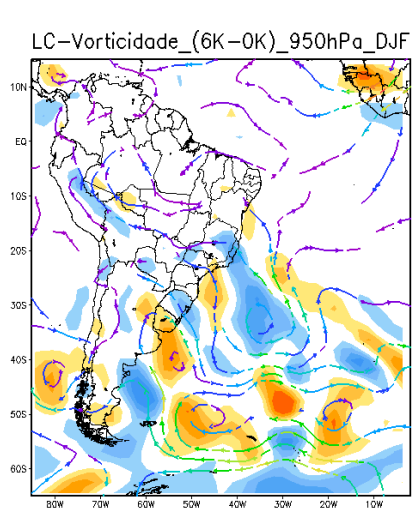 LC-Vorticidade_(6K-0K)_950hPa_DJF
10N
EQ
10S
20S
30S
40S
50S
60S
80W 70W 60W 50W 40W 30W 20W 10W